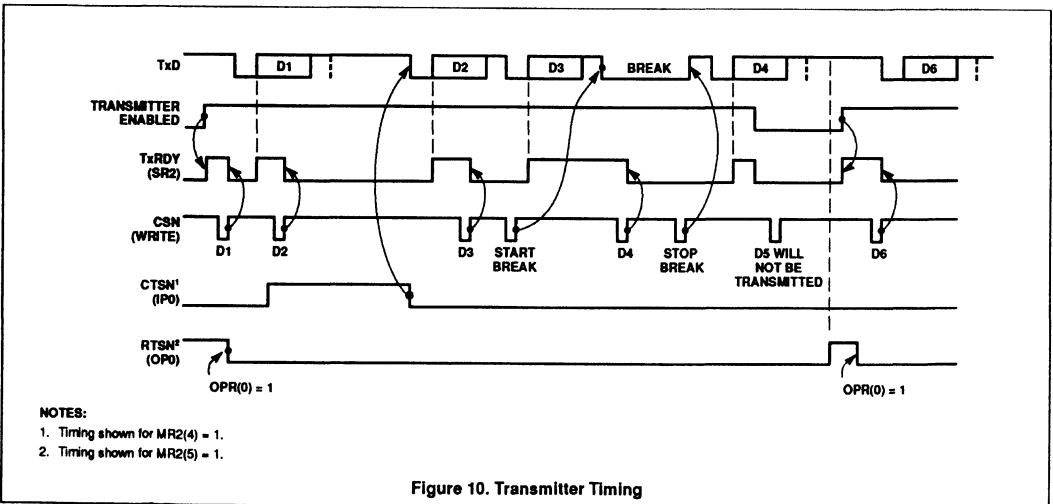 TxD
D1
D2
D3
BREAK
D4
D6
TRANSMITTER
ENABLED
TxRDY
(SR2)
CSN
(WRITE)
D1
D2
D3
START
BREAK
D4
STOP
BREAK
D5 WILL
NOT BE
TRANSMITTED
D6
CTSN¹
(IP0)
RTSN²
(OP0)
OPR(0) = 1
OPR(0) = 1
NOTES:
1. Timing shown for MR2(4) = 1.
2. Timing shown for MR2(5) = 1.
Figure 10. Transmitter Timing